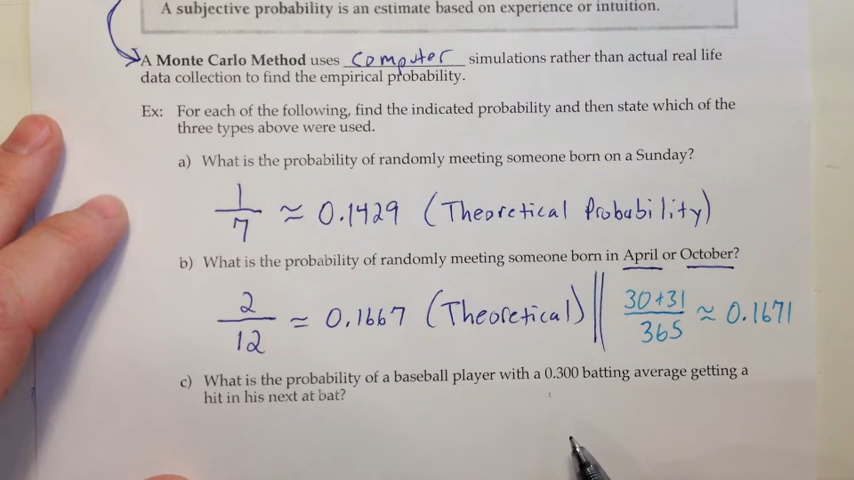 A subjective probability is an estimate based on experience or intuition.
A Monte Carlo Method uses computer simulations rather than actual real life
data collection to find the empirical probability.
Ex: For each of the following, find the indicated probability and then state which of the
three types above were used.
a) What is the probability of randomly meeting someone born on a Sunday?
1/7 ≈ 0.1429 (Theoretical Probability)
b) What is the probability of randomly meeting someone born in April or October?
2/12 ≈ 0.1667 (Theoretical) || 30+31/365 ≈ 0.1671
c) What is the probability of a baseball player with a 0.300 batting average getting a
hit in his next at bat?